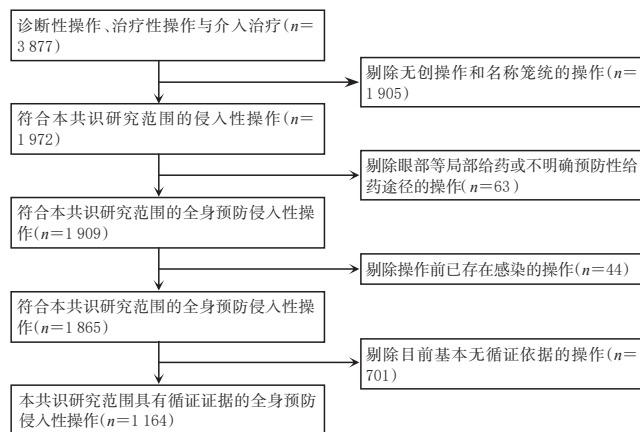 诊断性操作、治疗性操作与介入治疗(n=
3 877)
剔除无创操作和名称笼统的操作(n=
1 905)
符合本共识研究范围的侵入性操作(n=
1 972)
剔除眼部等局部给药或不明确预防性给
药途径的操作(n=63)
符合本共识研究范围的全身预防侵入性操
作(n=1 909)
剔除操作前已存在感染的操作(n=44)
符合本共识研究范围的全身预防侵入性操
作(n=1 865)
剔除目前基本无循证依据的操作(n=
701)
本共识研究范围具有循证证据的全身预防
侵入性操作(n=1 164)